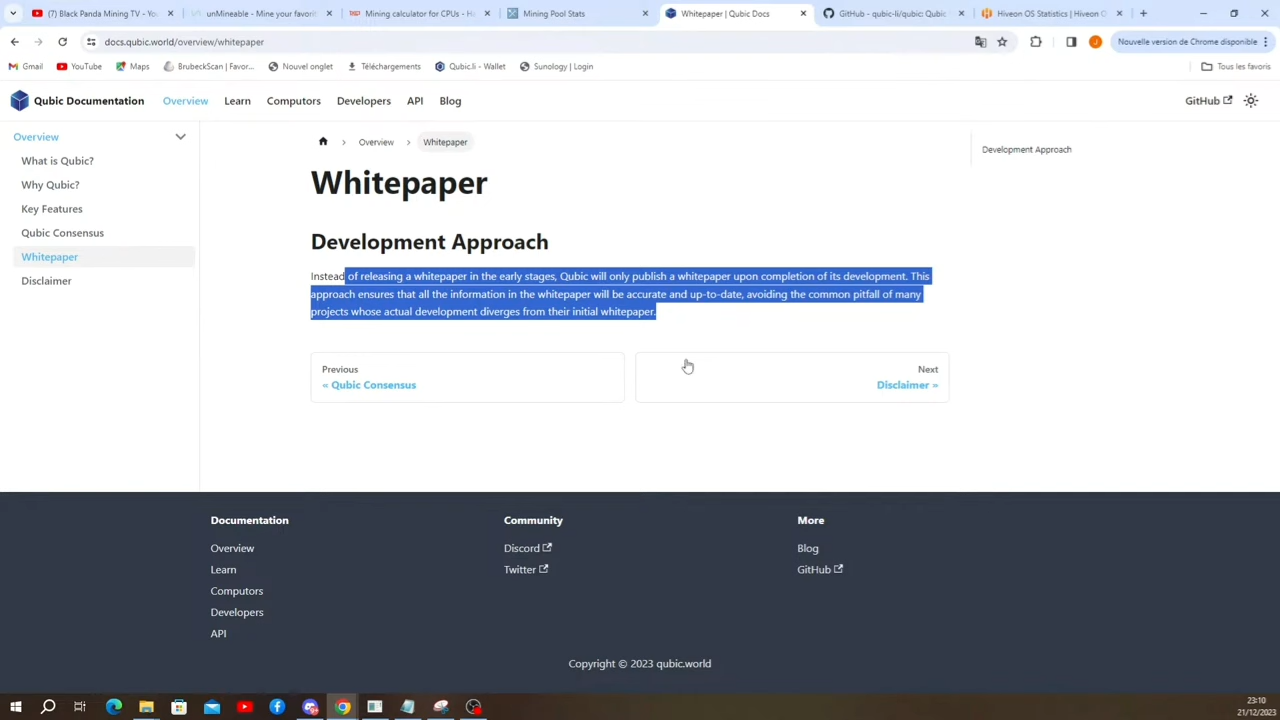 (7) Black Panda Mining TV - Yo
unMineable - Mine your favorit
Mining calculator for CPUs - Ha
Mining Pool Stats
Whitepaper | Qubic Docs
GitHub - qubic-li/qubic: Qubic
Hiveon OS Statistics | Hiveon O
docs.qubic.world/overview/whitepaper
Nouvelle version de Chrome disponible
Gmail
YouTube
Maps
BrubeckScan | Favor...
Nouvel onglet
Téléchargements
Qubic.li - Wallet
Sunology | Login
Tous les favoris
Qubic Documentation
Overview
Learn
Computors
Developers
API
Blog
GitHub
Overview
What is Qubic?
Why Qubic?
Key Features
Qubic Consensus
Whitepaper
Disclaimer
Overview
Whitepaper
Development Approach
Whitepaper
Development Approach
Instead of releasing a whitepaper in the early stages, Qubic will only publish a whitepaper upon completion of its development. This
approach ensures that all the information in the whitepaper will be accurate and up-to-date, avoiding the common pitfall of many
projects whose actual development diverges from their initial whitepaper.
Previous
« Qubic Consensus
Next
Disclaimer »
Documentation
Overview
Learn
Computors
Developers
API
Community
Discord
Twitter
More
Blog
GitHub
Copyright © 2023 qubic.world
23:10
21/12/2023